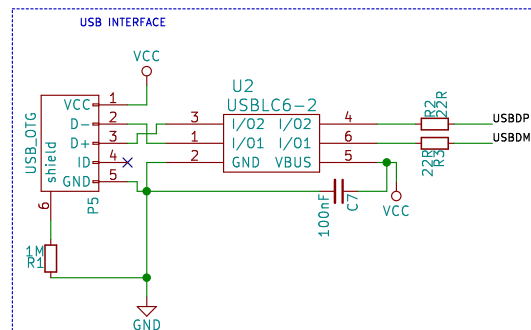 USB INTERFACE
VCC
U2
USBLC6-2
USB_OTG
shield
VCC 1
D- 2
D+ 3
ID 4
GND 5
6
P5
3 I/O2 I/O2 4
1 I/O1 I/O1 6
2 GND VBUS 5
R2
22R
USBDP
USBDM
22R
R3
100nF
C7
VCC
1M
R1
GND